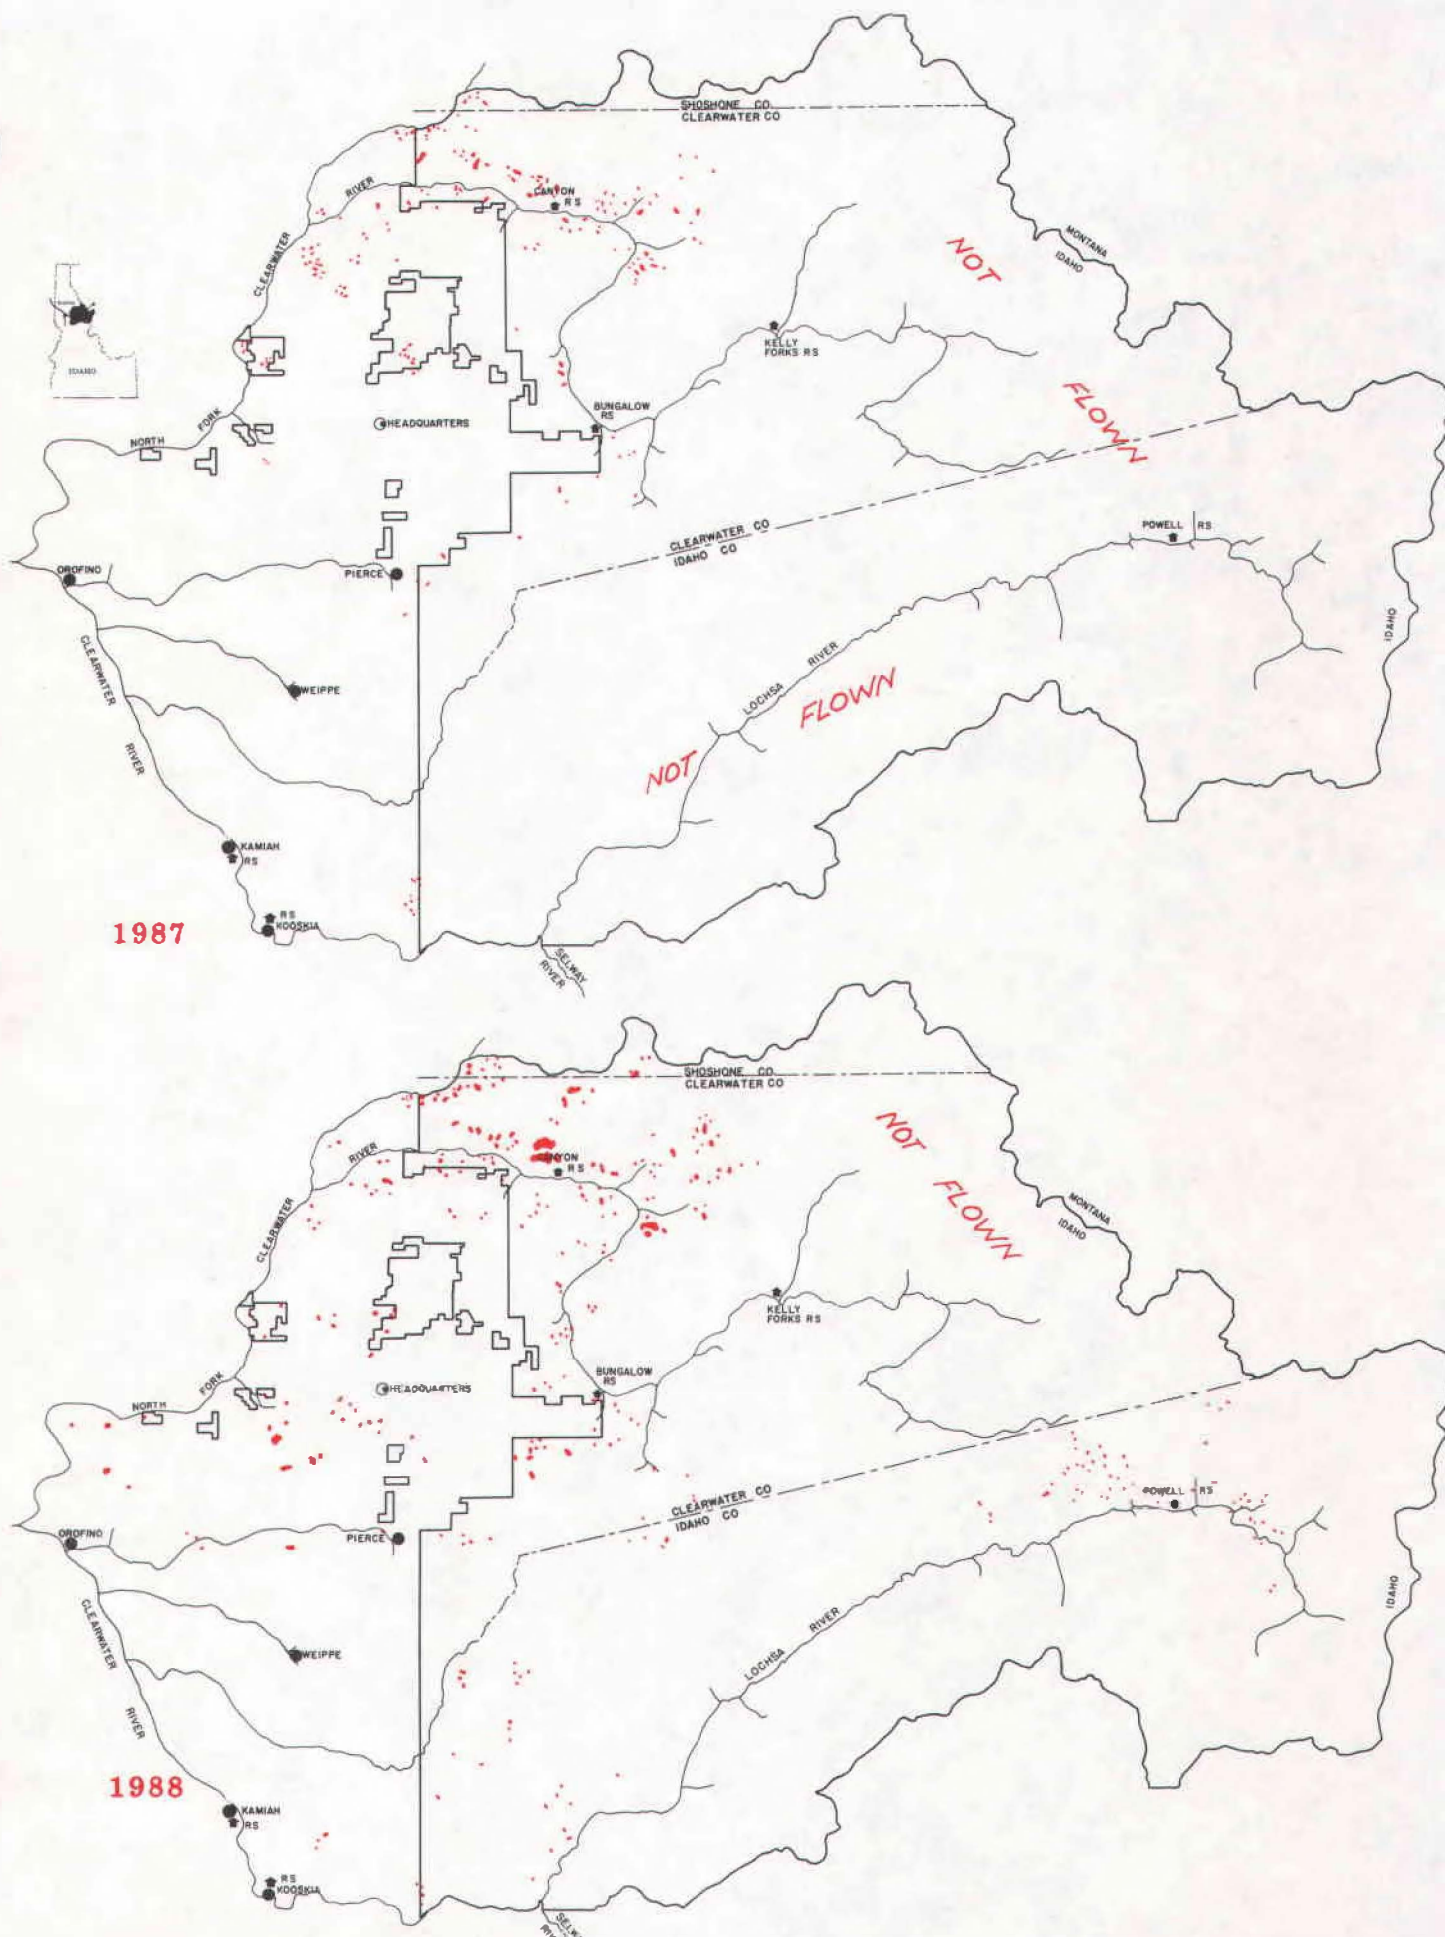 SHOSHONE CO.
CLEARWATER CO
RIVER
CANYON
RS
CLEARWATER
NOT
MONTANA
IDAHO
IDAHO
KELLY
FORKS RS
FLOWN
BUNGALOW
RS
HEADQUARTERS
FORK
NORTH
CLEARWATER CO
IDAHO CO
POWELL RS
OROFINO
PIERCE
IDAHO
CLEARWATER
RIVER
WEIPPE
LOCHSA
RIVER
FLOWN
NOT
KAMIAH
RS
RS
KOOSKIA
1987
SELWAY
RIVER
SHOSHONE CO.
CLEARWATER CO
NOT
RIVER
RS
FLOWN
CLEARWATER
MONTANA
IDAHO
KELLY
FORKS RS
BUNGALOW
RS
HEADQUARTERS
FORK
NORTH
CLEARWATER CO
IDAHO CO
POWELL RS
OROFINO
PIERCE
IDAHO
CLEARWATER
RIVER
WEIPPE
LOCHSA
RIVER
1988
KAMIAH
RS
RS
KOOSKIA